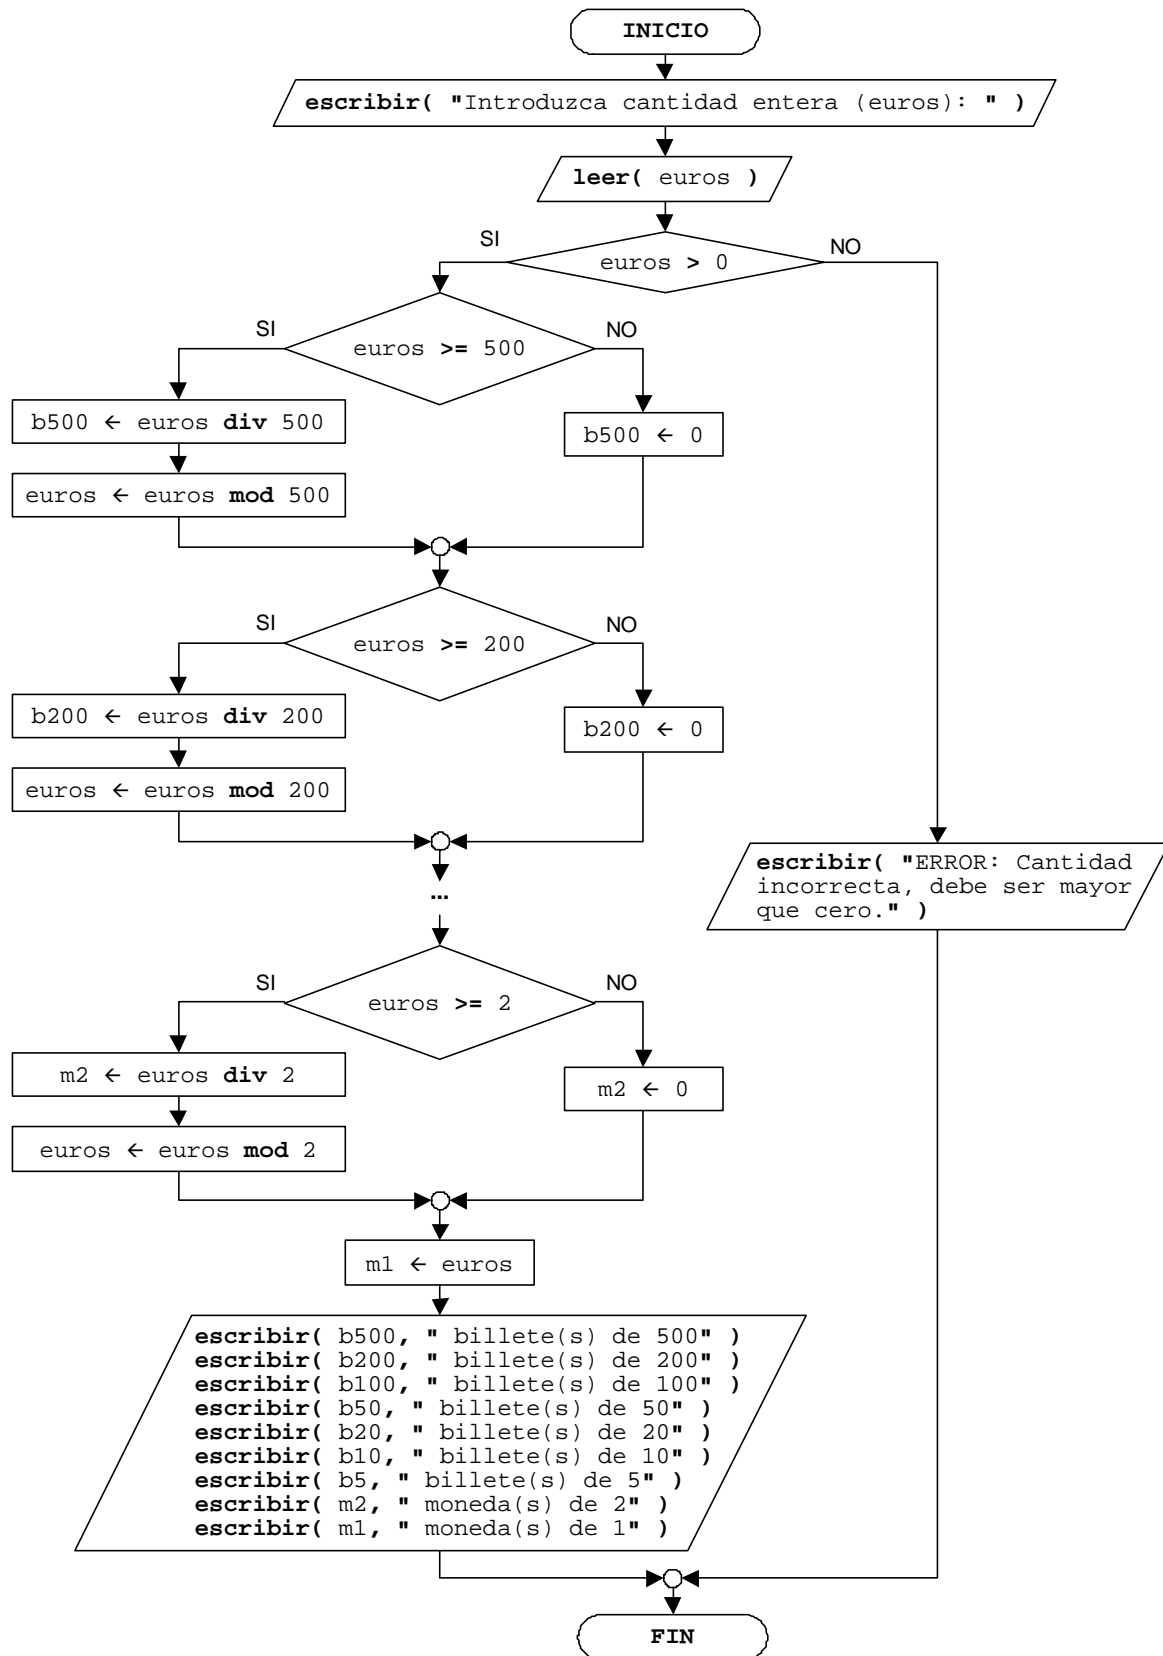 INICIO
escribir( "Introduzca cantidad entera (euros): " )
leer( euros )
SI
NO
euros > 0
SI
NO
euros >= 500
b500 ← euros div 500
b500 ← 0
euros ← euros mod 500
SI
NO
euros >= 200
b200 ← euros div 200
b200 ← 0
euros ← euros mod 200
escribir( "ERROR: Cantidad
incorrecta, debe ser mayor
que cero." )
...
SI
NO
euros >= 2
m2 ← euros div 2
m2 ← 0
euros ← euros mod 2
m1 ← euros
escribir( b500, " billete(s) de 500" )
escribir( b200, " billete(s) de 200" )
escribir( b100, " billete(s) de 100" )
escribir( b50, " billete(s) de 50" )
escribir( b20, " billete(s) de 20" )
escribir( b10, " billete(s) de 10" )
escribir( b5, " billete(s) de 5" )
escribir( m2, " moneda(s) de 2" )
escribir( m1, " moneda(s) de 1" )
FIN